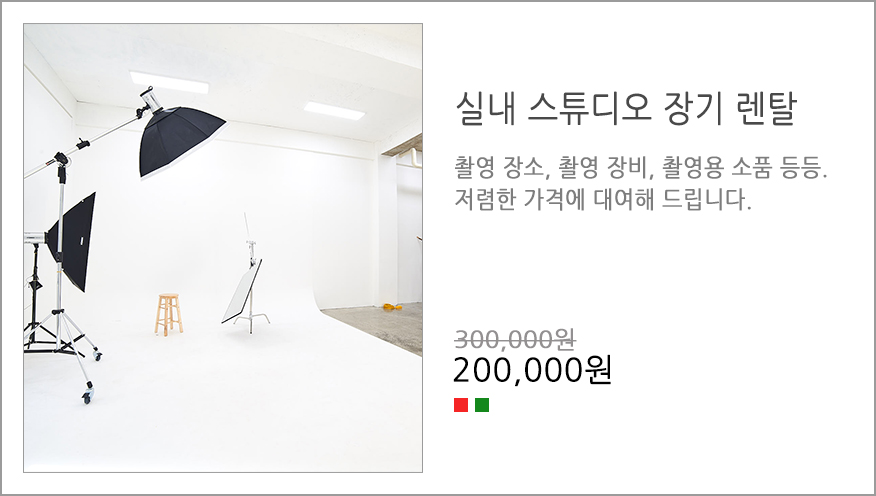 실내 스튜디오 장기 렌탈
촬영 장소, 촬영 장비, 촬영용 소품 등등.
저렴한 가격에 대여해 드립니다.
300,000원
200,000원